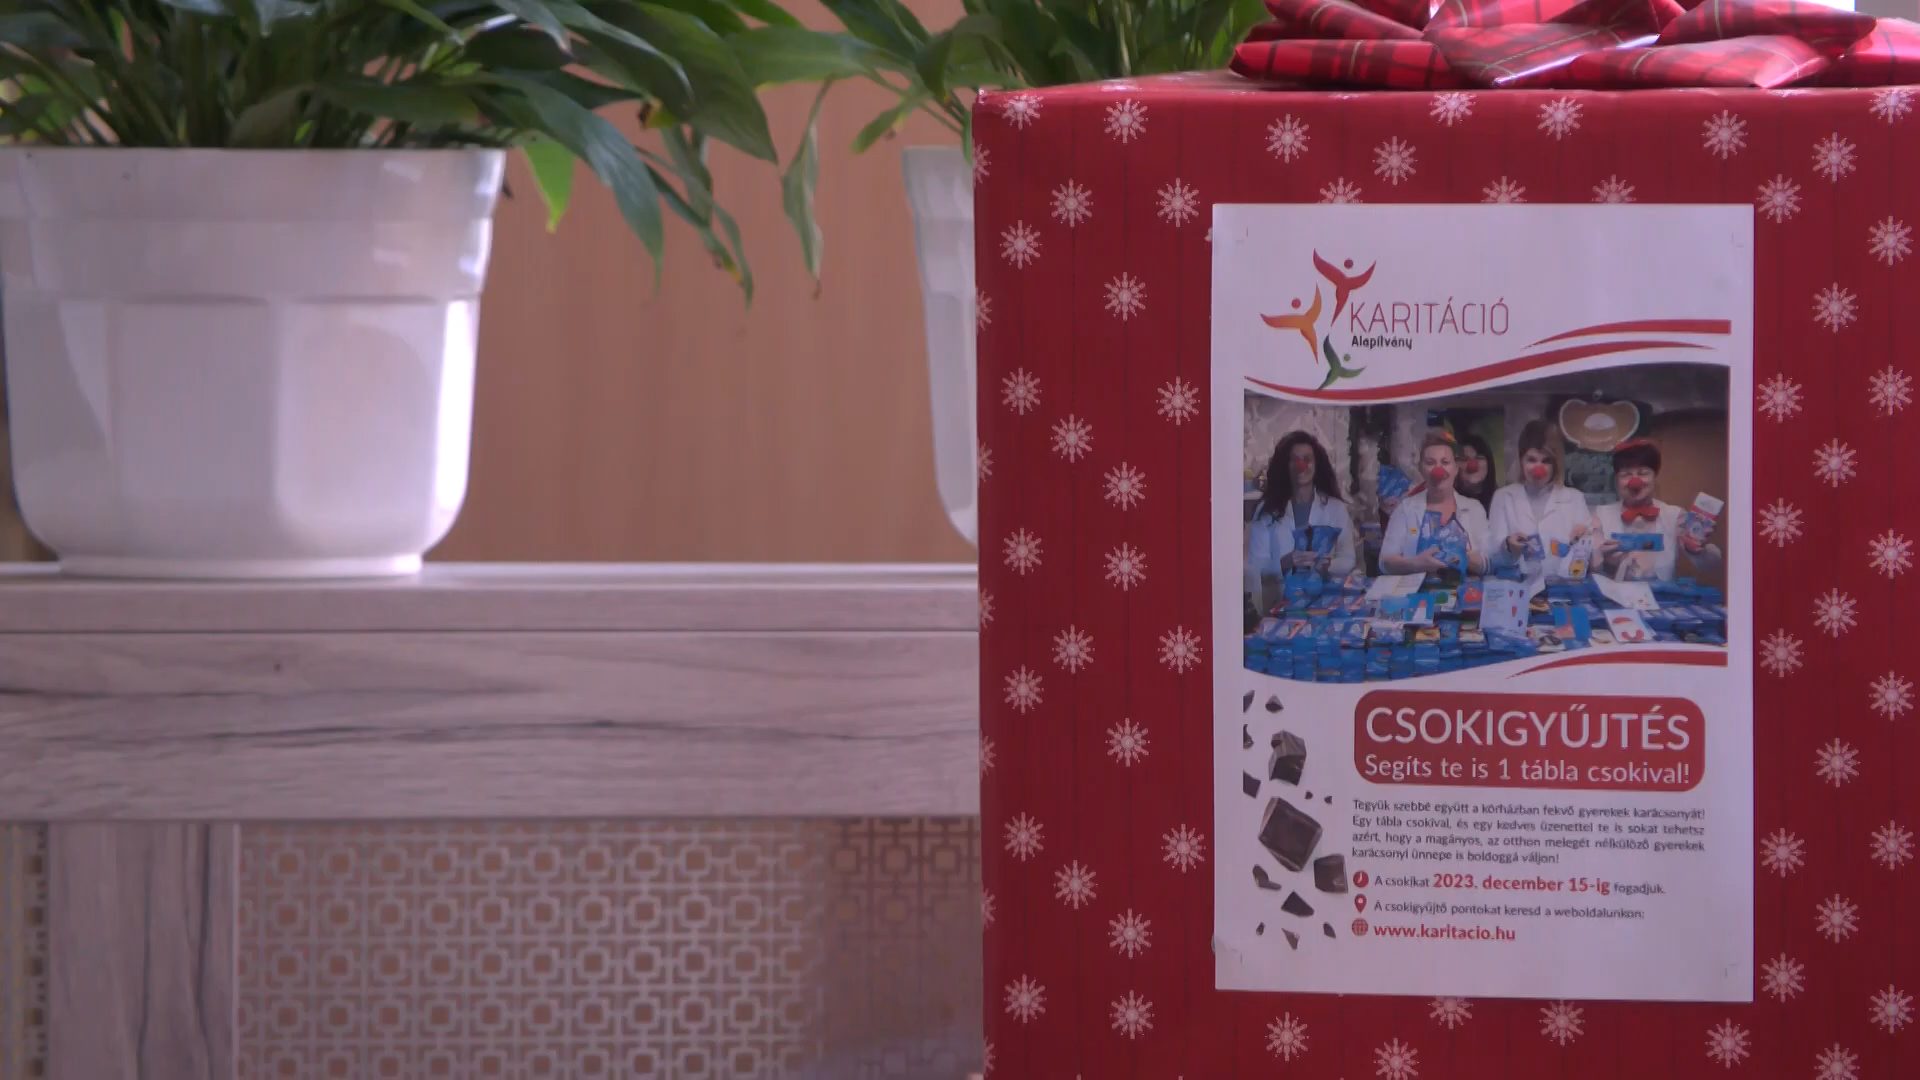 KARITÁCIÓ
Alapítvány
CSOKIGYŰJTÉS
Segíts te is 1 tábla csokival!
Tegyük szebbé együtt a kórházban fekvő gyerekek karácsonyát!
Egy tábla csokival, és egy kedves üzenettel te is sokat tehetsz
azért, hogy a magányos, az otthon melegét nélkülöző gyerekek
karácsonyi ünnepe is boldoggá váljon!
A csokikat 2023. december 15-ig fogadjuk.
A csokigyűjtő pontokat keresd a weboldalunkon:
www.karitacio.hu